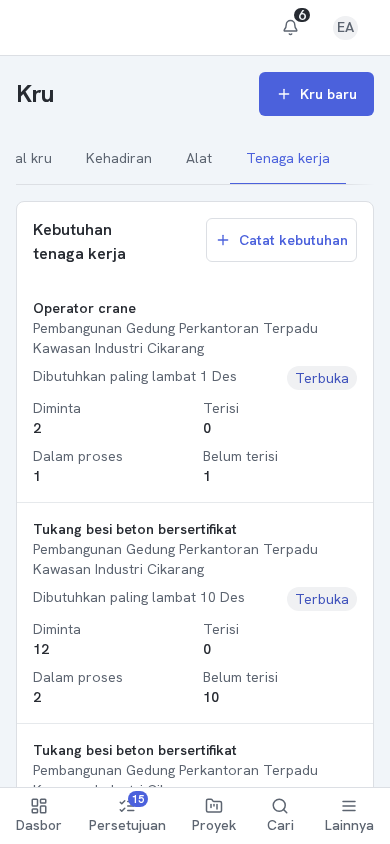 6
EA
Kru
Kru baru
al kru
Kehadiran
Alat
Tenaga kerja
Kebutuhan
tenaga kerja
Catat kebutuhan
Operator crane
Pembangunan Gedung Perkantoran Terpadu
Kawasan Industri Cikarang
Dibutuhkan paling lambat 1 Des
Terbuka
Diminta
Terisi
2
0
Dalam proses
Belum terisi
1
1
Tukang besi beton bersertifikat
Pembangunan Gedung Perkantoran Terpadu
Kawasan Industri Cikarang
Dibutuhkan paling lambat 10 Des
Terbuka
Diminta
Terisi
12
0
Dalam proses
Belum terisi
2
10
Tukang besi beton bersertifikat
Pembangunan Gedung Perkantoran Terpadu
15
Dasbor
Persetujuan
Proyek
Cari
Lainnya